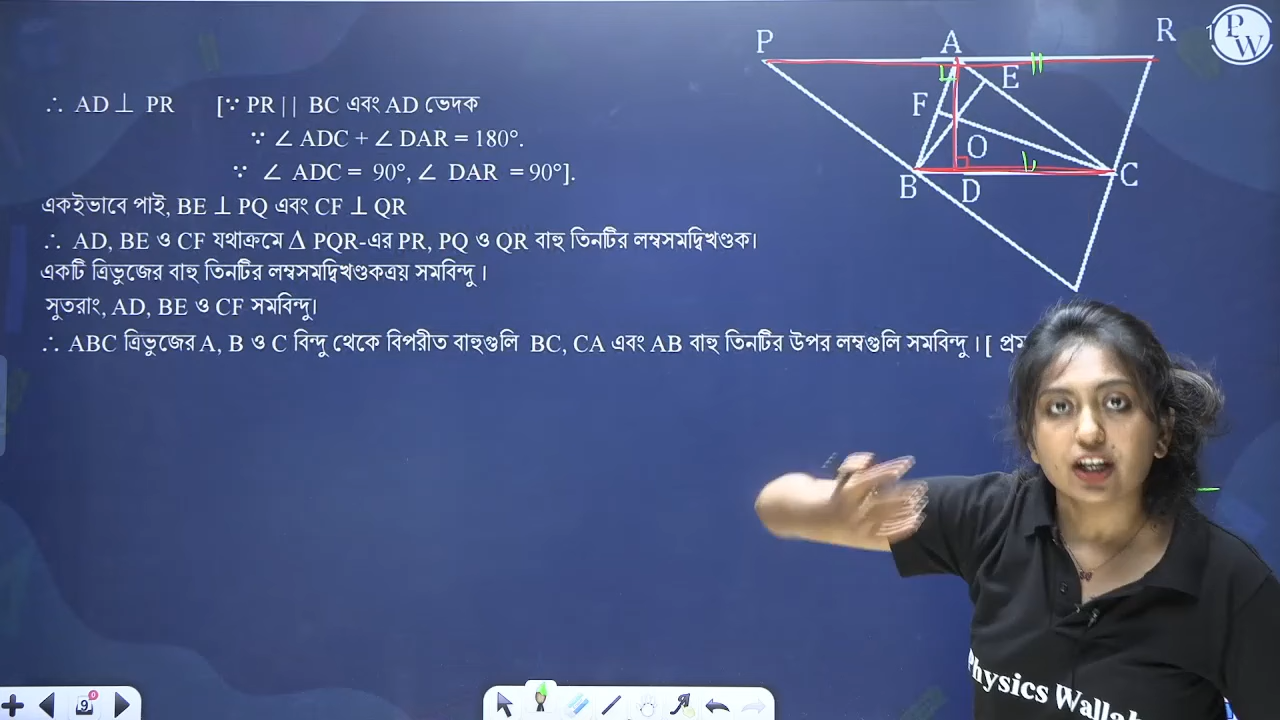 P A R
PW
∴ AD ⊥ PR [∵ PR || BC এবং AD ভেদক
E
F
∵ ∠ ADC + ∠ DAR = 180°.
O
∵ ∠ ADC = 90°, ∠ DAR = 90°].
B D C
একইভাবে পাই, BE ⊥ PQ এবং CF ⊥ QR
∴ AD, BE ও CF যথাক্রমে Δ PQR-এর PR, PQ ও QR বাহু তিনটির লম্বসমদ্বিখণ্ডক।
একটি ত্রিভুজের বাহু তিনটির লম্বসমদ্বিখণ্ডকত্রয় সমবিন্দু।
সুতরাং, AD, BE ও CF সমবিন্দু।
∴ ABC ত্রিভুজের A, B ও C বিন্দু থেকে বিপরীত বাহুগুলি BC, CA এবং AB বাহু তিনটির উপর লম্বগুলি সমবিন্দু। [
Physics Wallah
9 0